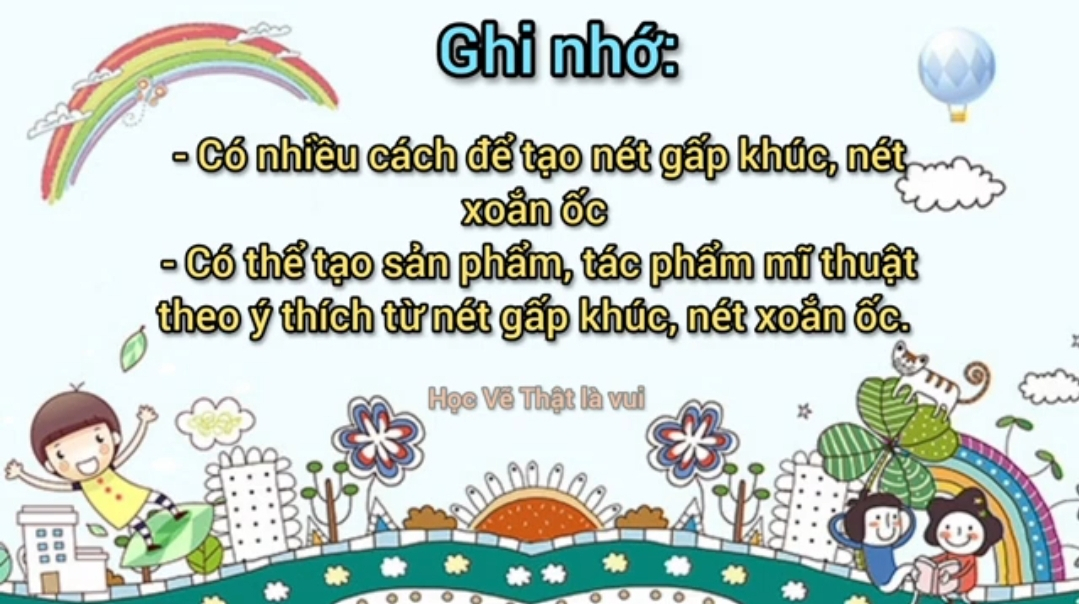 Ghi nhớ:
- Có nhiều cách để tạo nét gấp khúc, nét
xoắn ốc
- Có thể tạo sản phẩm, tác phẩm mĩ thuật
theo ý thích từ nét gấp khúc, nét xoắn ốc.
Học Vẽ Thật là vui